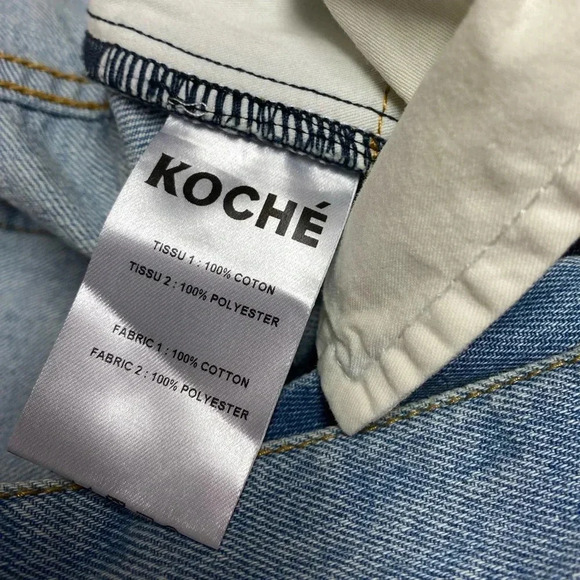 KOCHÉ
TISSU 1 : 100% COTON
TISSU 2 : 100% POLYESTER
FABRIC 1 : 100% COTTON
FABRIC 2 : 100% POLYESTER